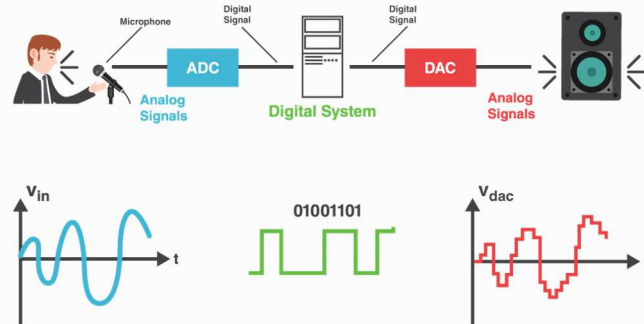 Microphone
Digital
Signal
Digital
Signal
ADC
DAC
Analog
Signals
Digital System
Analog
Signals
Vin
t
01001101
Vdac